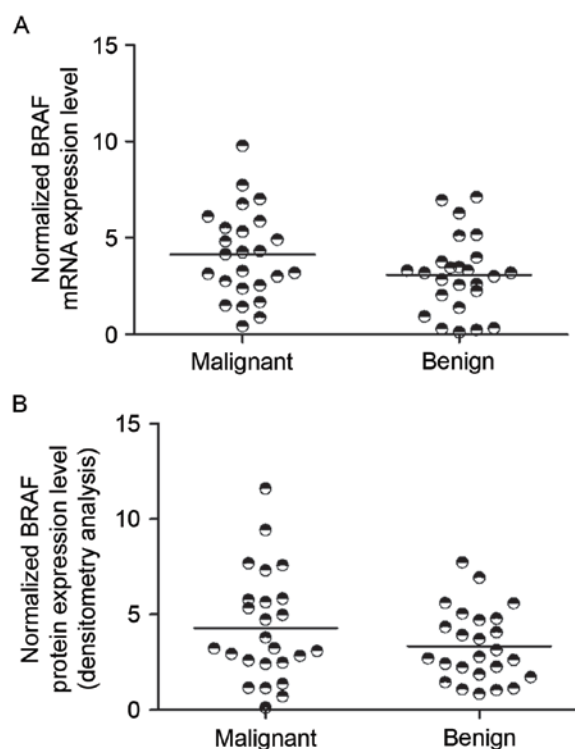 A
Normalized BRAF
mRNA expression level
15
10
5
0
Malignant
Benign
B
Normalized BRAF
protein expression level
(densitometry analysis)
15
10
5
0
Malignant
Benign